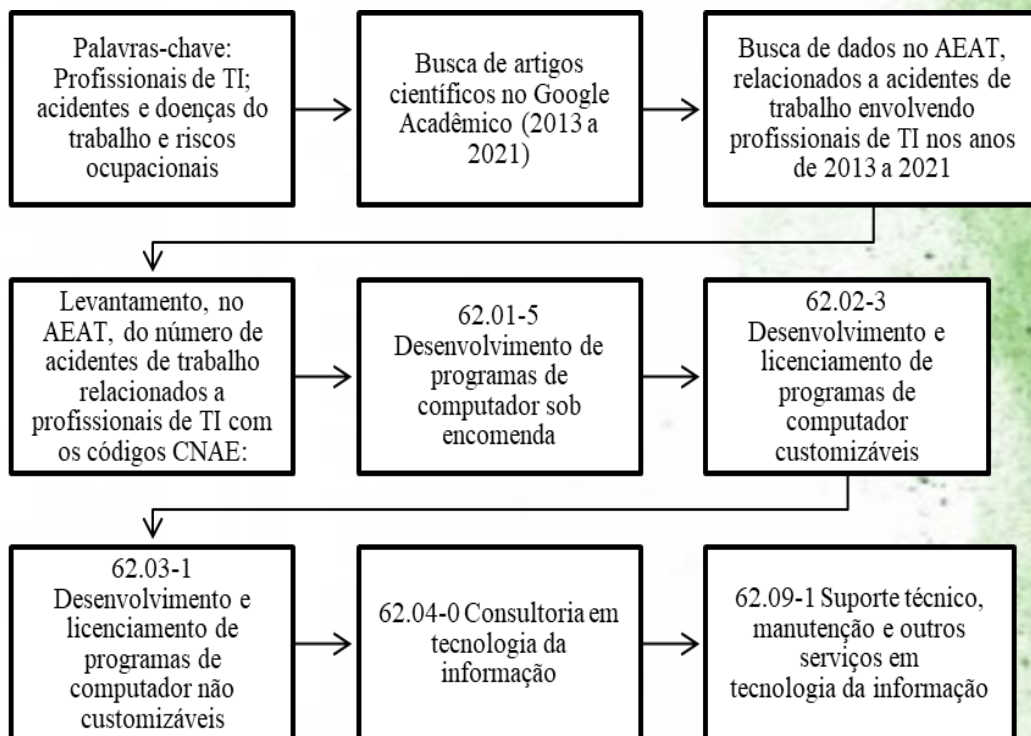 Palavras-chave:
Profissionais de TI;
acidentes e doenças do
trabalho e riscos
ocupacionais
Busca de artigos
científicos no Google
Acadêmico (2013 a
2021)
Busca de dados no AEAT,
relacionados a acidentes de
trabalho envolvendo
profissionais de TI nos anos
de 2013 a 2021
Levantamento, no
AEAT, do número de
acidentes de trabalho
relacionados a
profissionais de TI com
os códigos CNAE:
62.01-5
Desenvolvimento de
programas de
computador sob
encomenda
62.02-3
Desenvolvimento e
licenciamento de
programas de
computador
customizáveis
62.03-1
Desenvolvimento e
licenciamento de
programas de
computador não
customizáveis
62.04-0 Consultoria em
tecnologia da
informação
62.09-1 Suporte técnico,
manutenção e outros
serviços em
tecnologia da informação